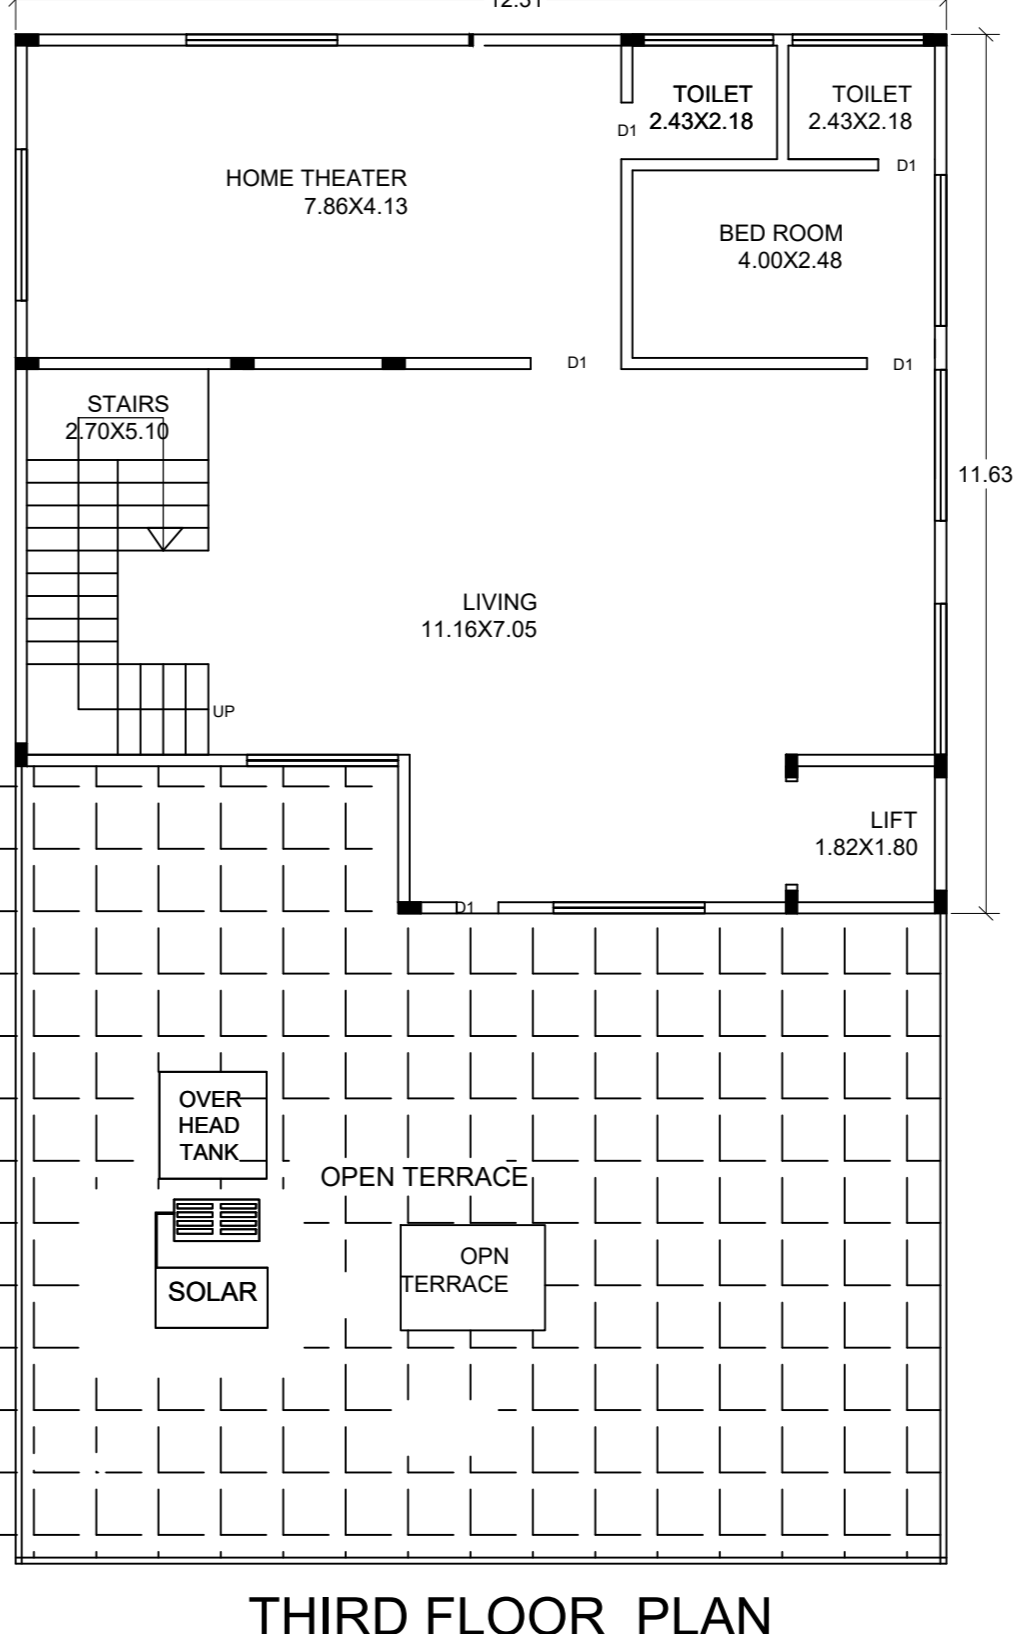 12.31
TOILET
2.43X2.18
TOILET
2.43X2.18
D1
D1
HOME THEATER
7.86X4.13
BED ROOM
4.00X2.48
D1
D1
STAIRS
2.70X5.10
11.63
LIVING
11.16X7.05
UP
LIFT
1.82X1.80
D1
OVER
HEAD
TANK
OPEN TERRACE
OPN
TERRACE
SOLAR
THIRD FLOOR PLAN